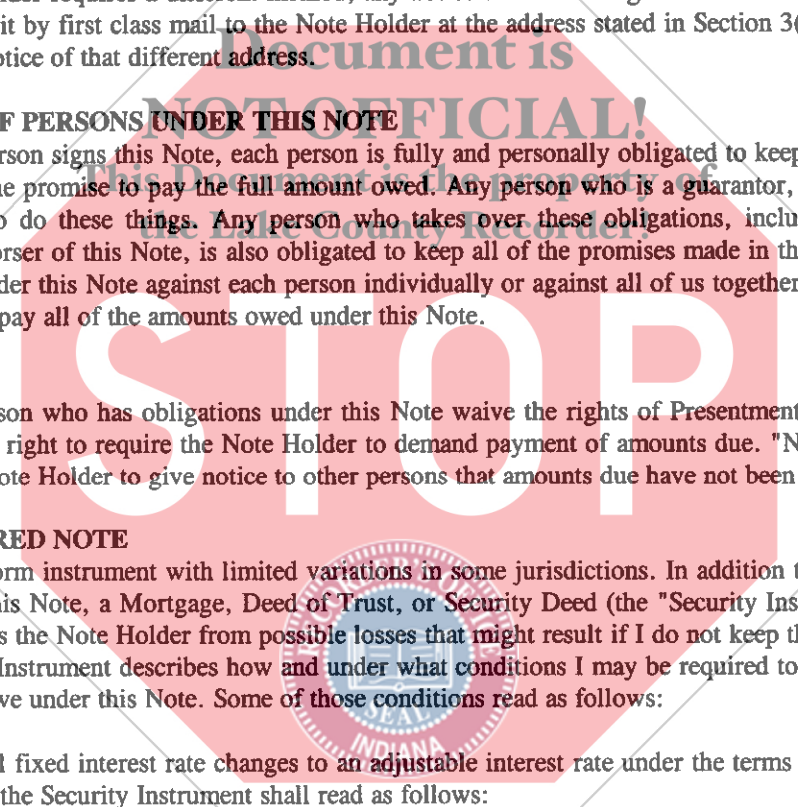 it by first class mail to the Note Holder at the address stated in Section 3(
otice of that different address.
Document is
NOT OFFICIAL!
F PERSONS UNDER THIS NOTE
erson signs this Note, each person is fully and personally obligated to keep
ne promise to pay the full amount owed. Any person who is a guarantor,
This Document is the property of
o do these things. Any person who takes over these obligations, inclu
the Lake County Recorder!
orser of this Note, is also obligated to keep all of the promises made in th
der this Note against each person individually or against all of us together
pay all of the amounts owed under this Note.
STOP
son who has obligations under this Note waive the rights of Presentment
right to require the Note Holder to demand payment of amounts due. "N
ote Holder to give notice to other persons that amounts due have not been
RED NOTE
orm instrument with limited variations in some jurisdictions. In addition t
is Note, a Mortgage, Deed of Trust, or Security Deed (the "Security Ins
s the Note Holder from possible losses that might result if I do not keep th
Instrument describes how and under what conditions I may be required to
we under this Note. Some of those conditions read as follows:
SEAL
INDIANA
l fixed interest rate changes to an adjustable interest rate under the terms
the Security Instrument shall read as follows: